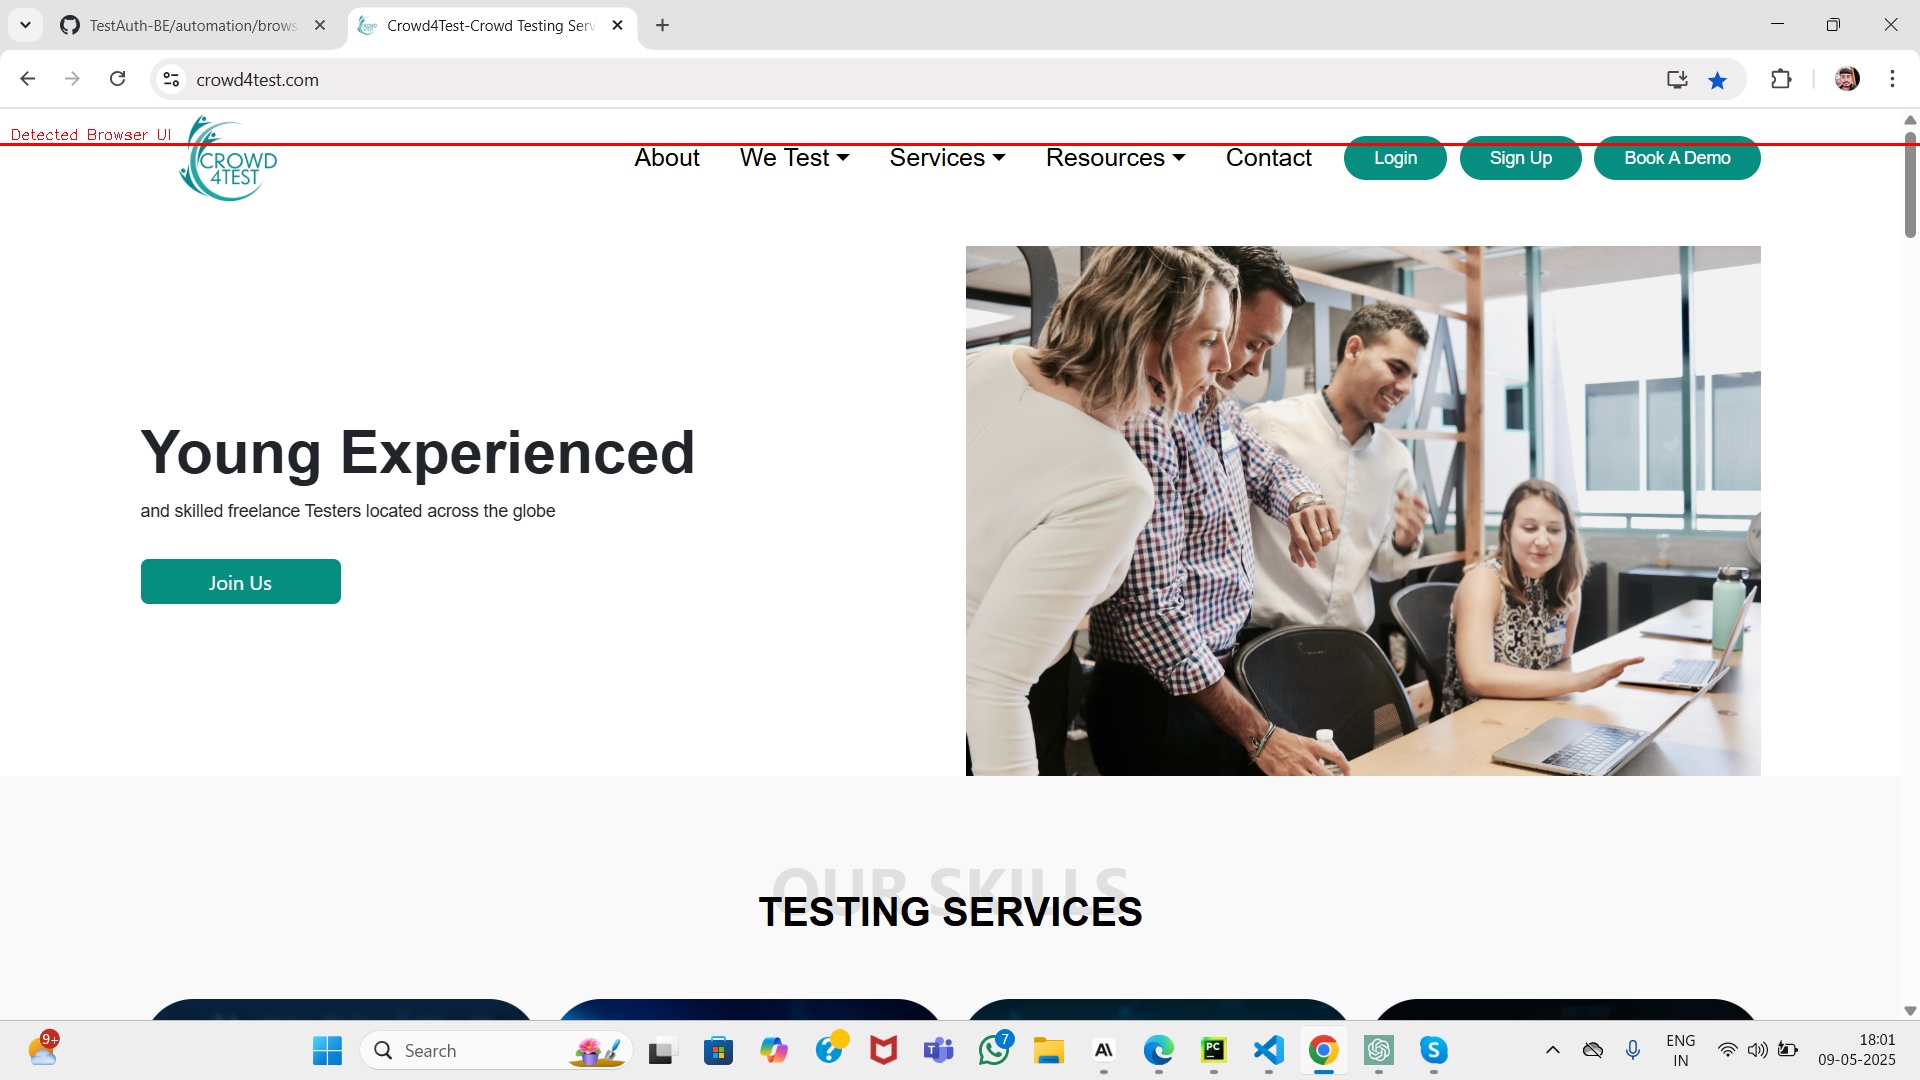 TestAuth-BE/automation/brows
Crowd4Test-Crowd Testing Serv
crowd4test.com
Detected Browser UI
CROWD
4TEST
About
We Test
Services
Resources
Contact
Login
Sign Up
Book A Demo
Young Experienced
and skilled freelance Testers located across the globe
Join Us
OUR SKILLS
TESTING SERVICES
9+
Search
7
ENG
IN
18:01
09-05-2025